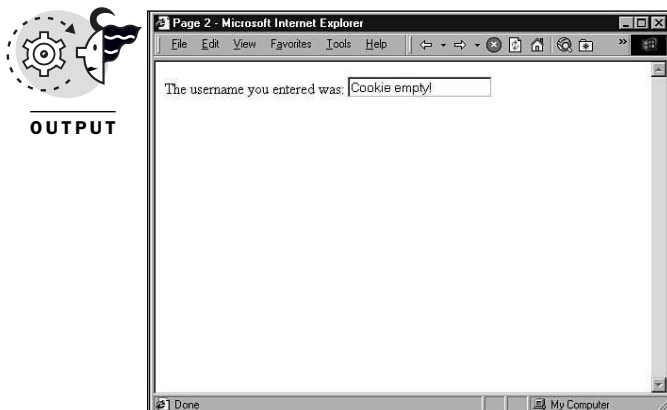 Page 2 - Microsoft Internet Explorer
File Edit View Favorites Tools Help »
The username you entered was: Cookie empty!
OUTPUT
Done My Computer